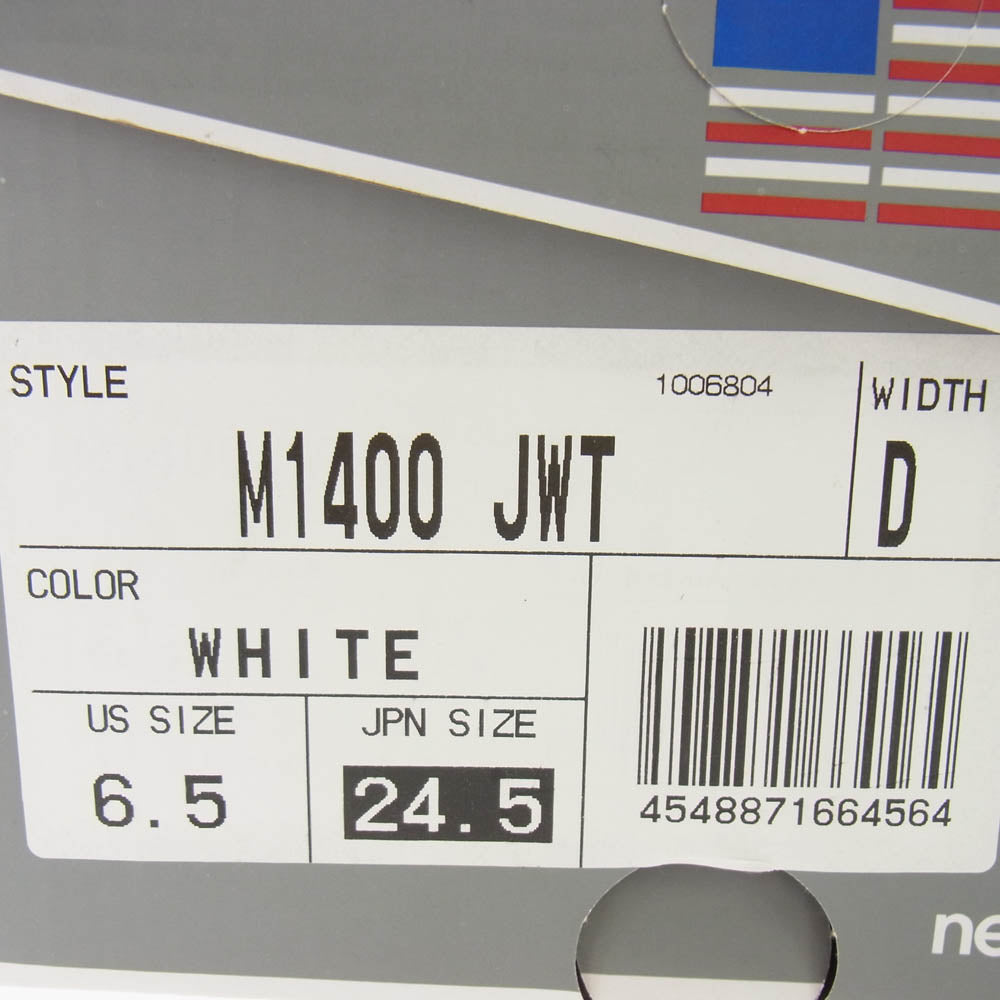 STYLE
1006804
WIDTH
M1400 JWT
D
COLOR
WHITE
US SIZE
JPN SIZE
6.5
24.5
4548871664564
ne